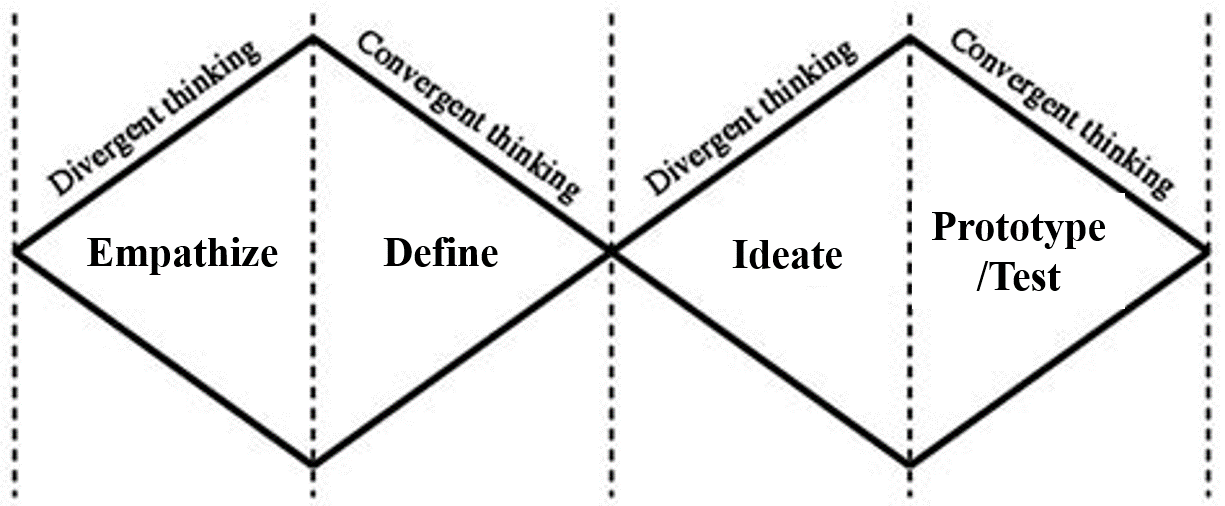 Divergent thinking
Convergent thinking
Divergent thinking
Convergent thinking
Empathize
Define
Ideate
Prototype
/Test